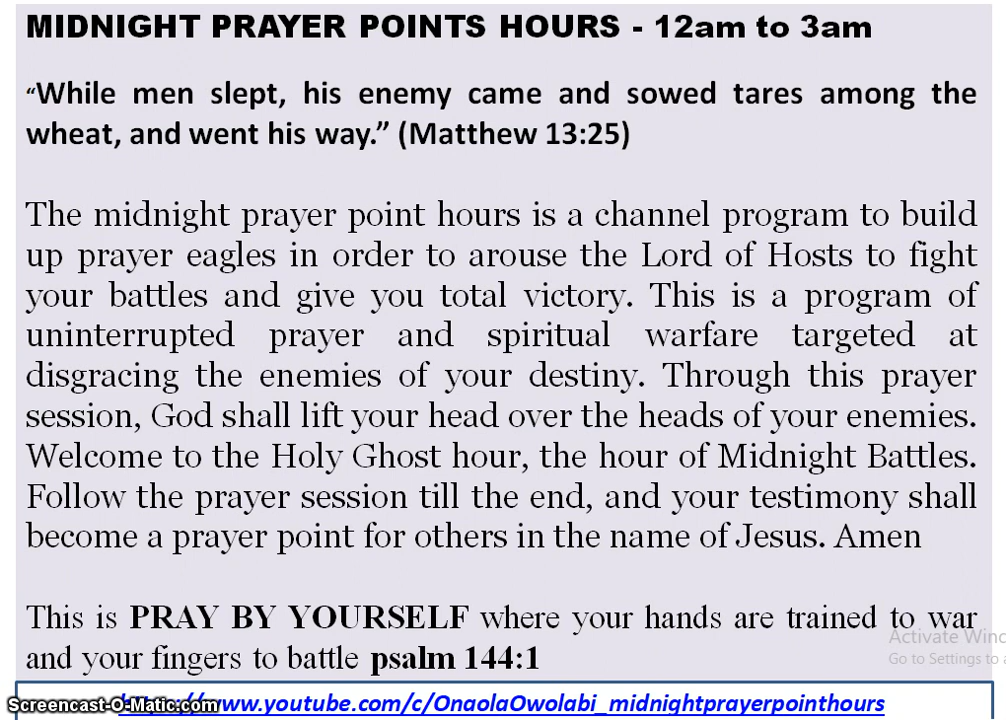 MIDNIGHT PRAYER POINTS HOURS - 12am to 3am
“While men slept, his enemy came and sowed tares among the
wheat, and went his way.” (Matthew 13:25)
The midnight prayer point hours is a channel program to build
up prayer eagles in order to arouse the Lord of Hosts to fight
your battles and give you total victory. This is a program of
uninterrupted prayer and spiritual warfare targeted at
disgracing the enemies of your destiny. Through this prayer
session, God shall lift your head over the heads of your enemies.
Welcome to the Holy Ghost hour, the hour of Midnight Battles.
Follow the prayer session till the end, and your testimony shall
become a prayer point for others in the name of Jesus. Amen
This is PRAY BY YOURSELF where your hands are trained to war
and your fingers to battle psalm 144:1
Activate Winc
Go to Settings to a
Screencast-O-Matic.com
www.youtube.com/c/OnaolaOwolabi_midnightprayerpointhours